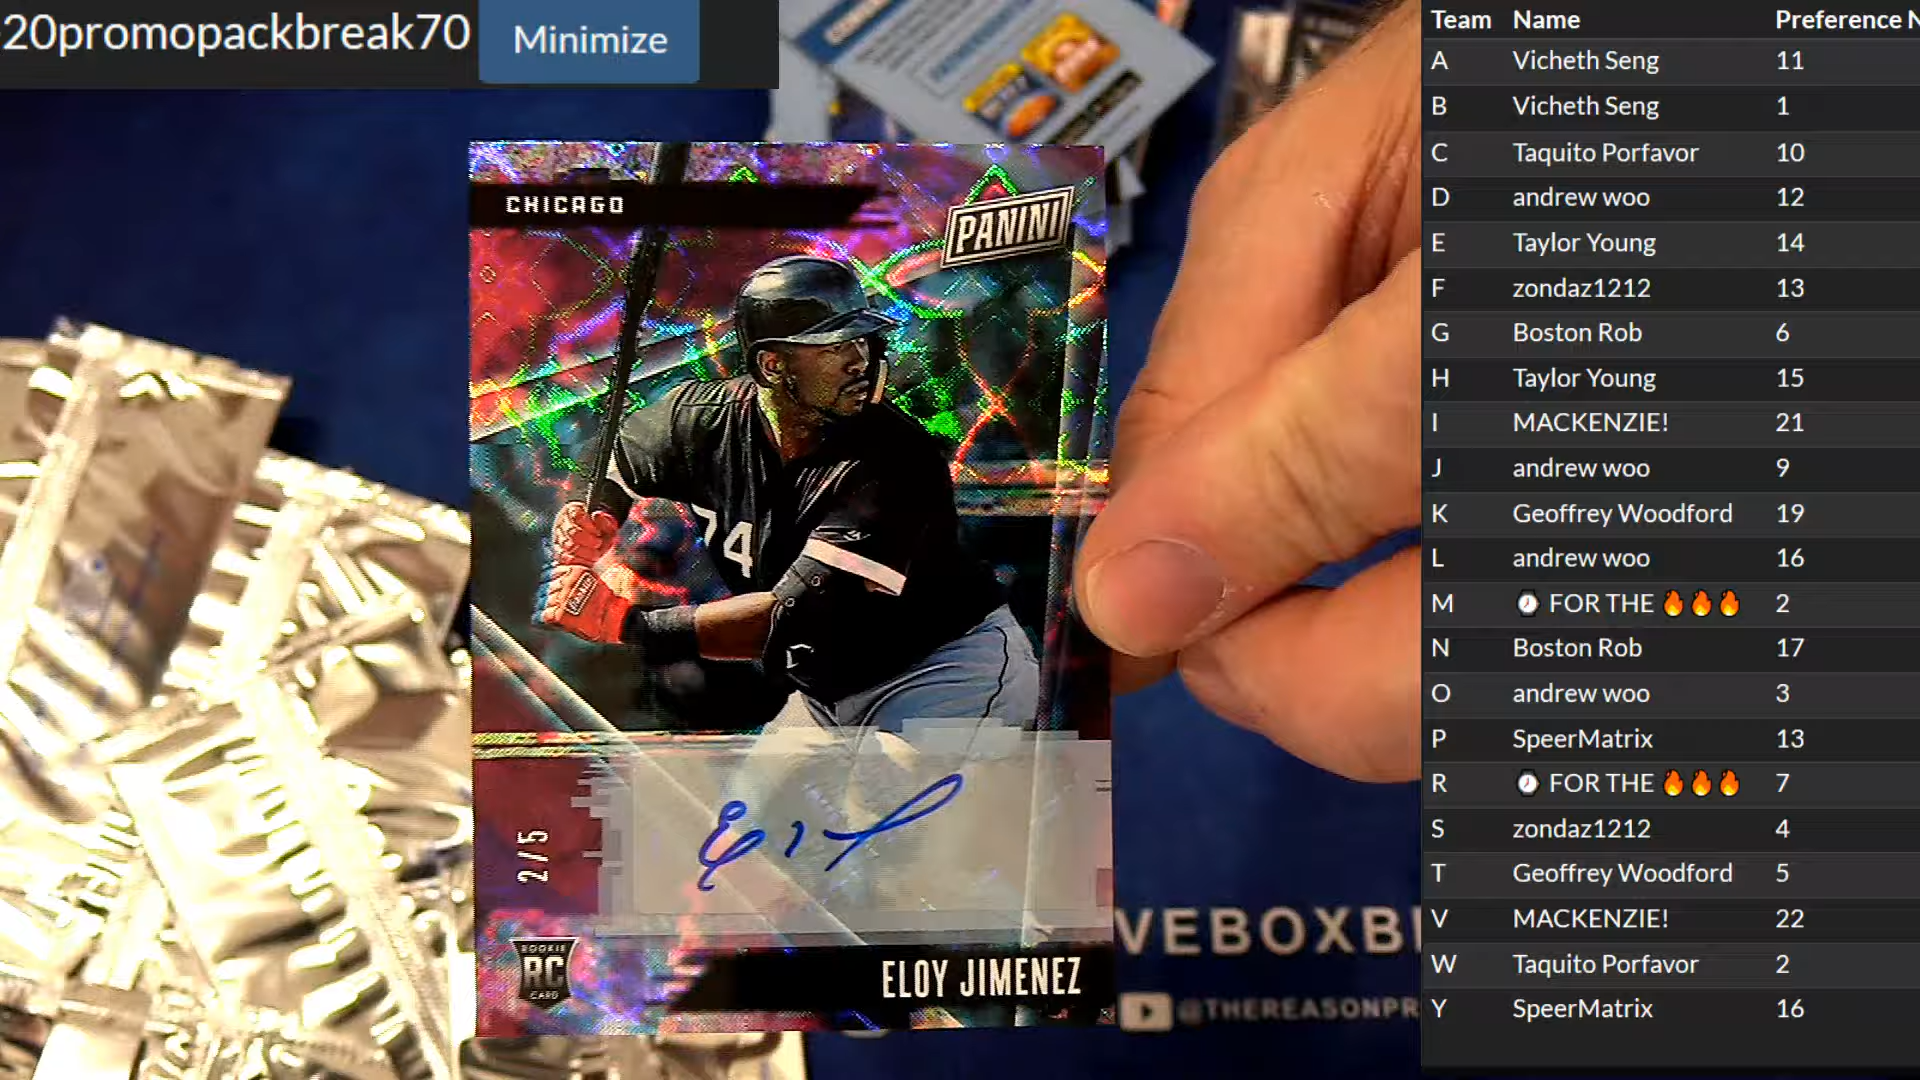 20promopackbreak70
Minimize
CHICAGO
PANINI
74
2/5
ROOKIE
RC
CARD
ELOY JIMENEZ
VEBOXB
@THEREASONPR
Team Name Preference N
A Vicheth Seng 11
B Vicheth Seng 1
C Taquito Porfavor 10
D andrew woo 12
E Taylor Young 14
F zondaz1212 13
G Boston Rob 6
H Taylor Young 15
I MACKENZIE! 21
J andrew woo 9
K Geoffrey Woodford 19
L andrew woo 16
M ⌚ FOR THE 🔥🔥🔥 2
N Boston Rob 17
O andrew woo 3
P SpeerMatrix 13
R ⌚ FOR THE 🔥🔥🔥 7
S zondaz1212 4
T Geoffrey Woodford 5
V MACKENZIE! 22
W Taquito Porfavor 2
Y SpeerMatrix 16